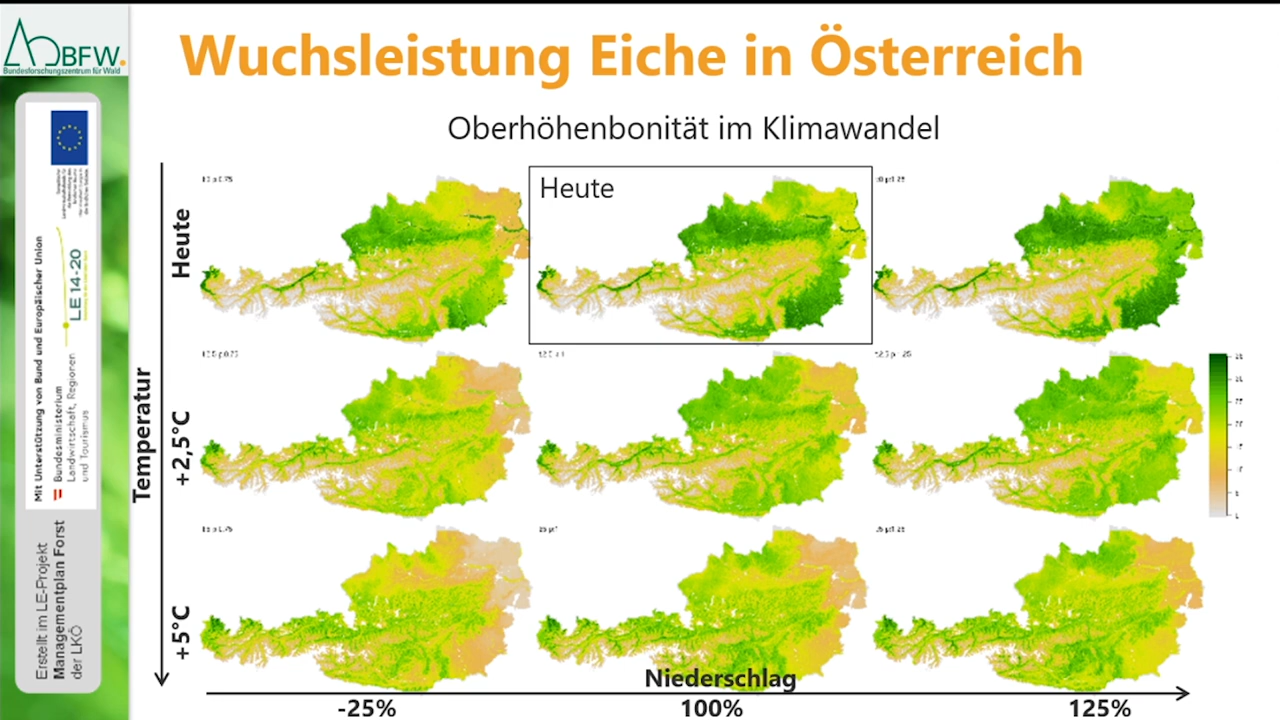 BFW.
Bundesforschungszentrum für Wald
Wuchsleistung Eiche in Österreich
Oberhöhenbonität im Klimawandel
Heute
Temperatur
Heute
+2,5°C
+5°C
Niederschlag
-25%
100%
125%
Mit Unterstützung von Bund und Europäischer Union
Bundesministerium
Landwirtschaft, Regionen
und Tourismus
LE 14-20
Erstellt im LE-Projekt
Managementplan Forst
der LKÖ